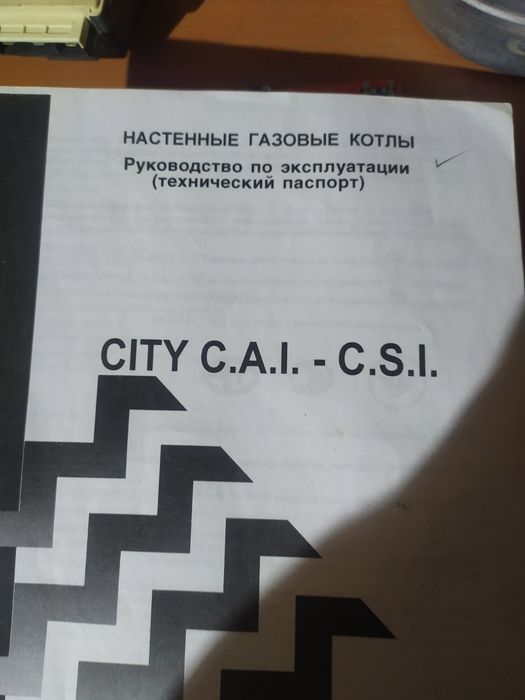 НАСТЕННЫЕ ГАЗОВЫЕ КОТЛЫ
Руководство по эксплуатации
(технический паспорт)
CITY C.A.I. - C.S.I.